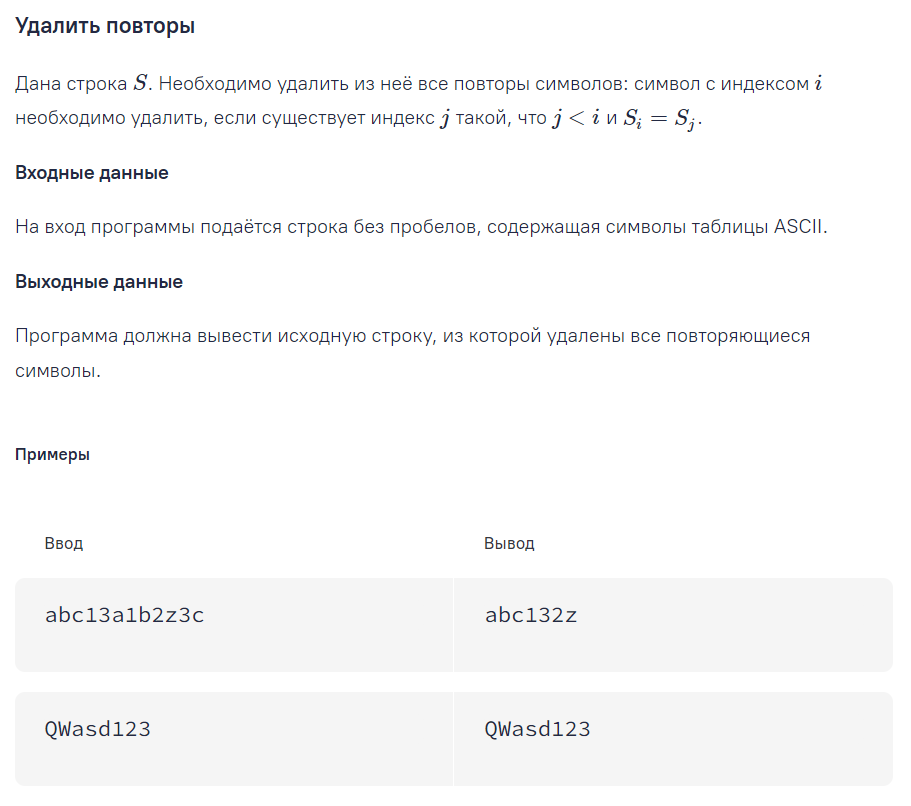 Удалить повторы
Дана строка S. Необходимо удалить из неё все повторы символов: символ с индексом i
необходимо удалить, если существует индекс j такой, что j < i и Sᵢ = Sⱼ.
Входные данные
На вход программы подаётся строка без пробелов, содержащая символы таблицы ASCII.
Выходные данные
Программа должна вывести исходную строку, из которой удалены все повторяющиеся
символы.
Примеры
Ввод Вывод
abc13a1b2z3c abc132z
QWasd123 QWasd123